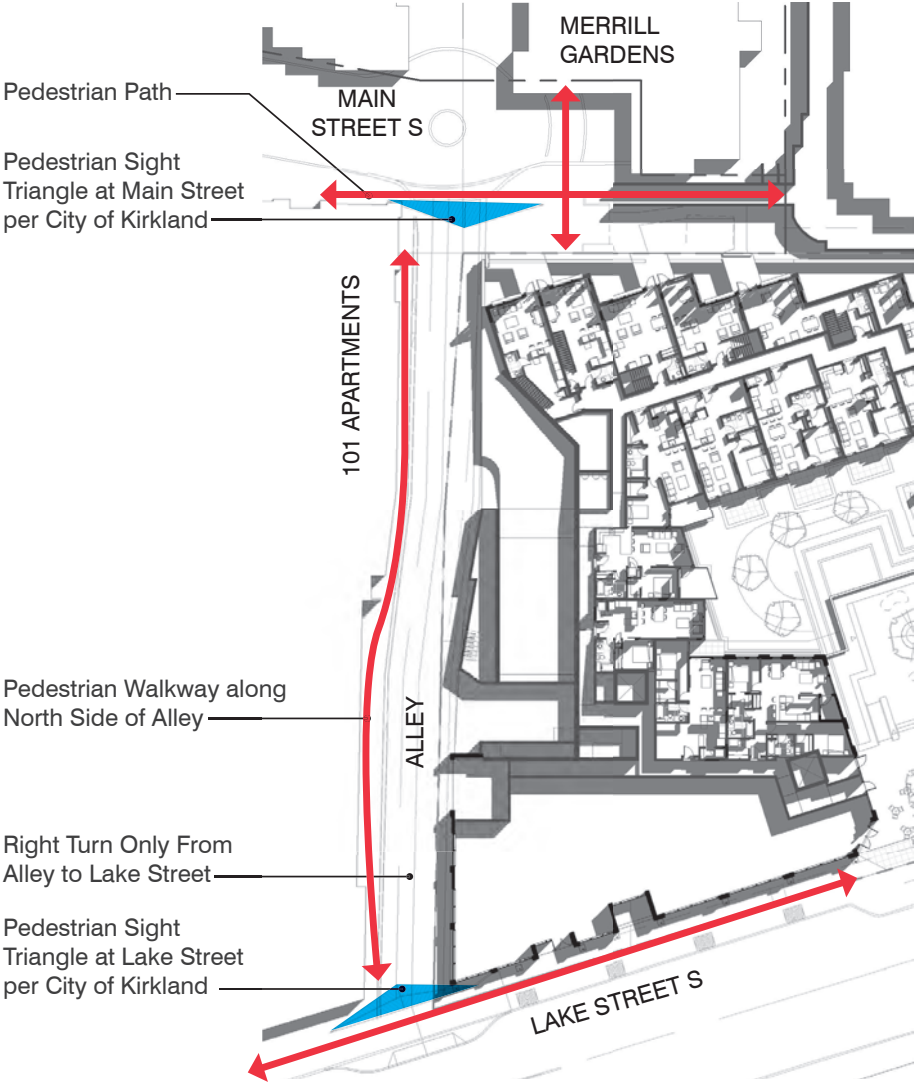 MERRILL
GARDENS
Pedestrian Path
MAIN
STREET S
Pedestrian Sight
Triangle at Main Street
per City of Kirkland
101 APARTMENTS
Pedestrian Walkway along
North Side of Alley
ALLEY
Right Turn Only From
Alley to Lake Street
Pedestrian Sight
Triangle at Lake Street
per City of Kirkland
LAKE STREET S